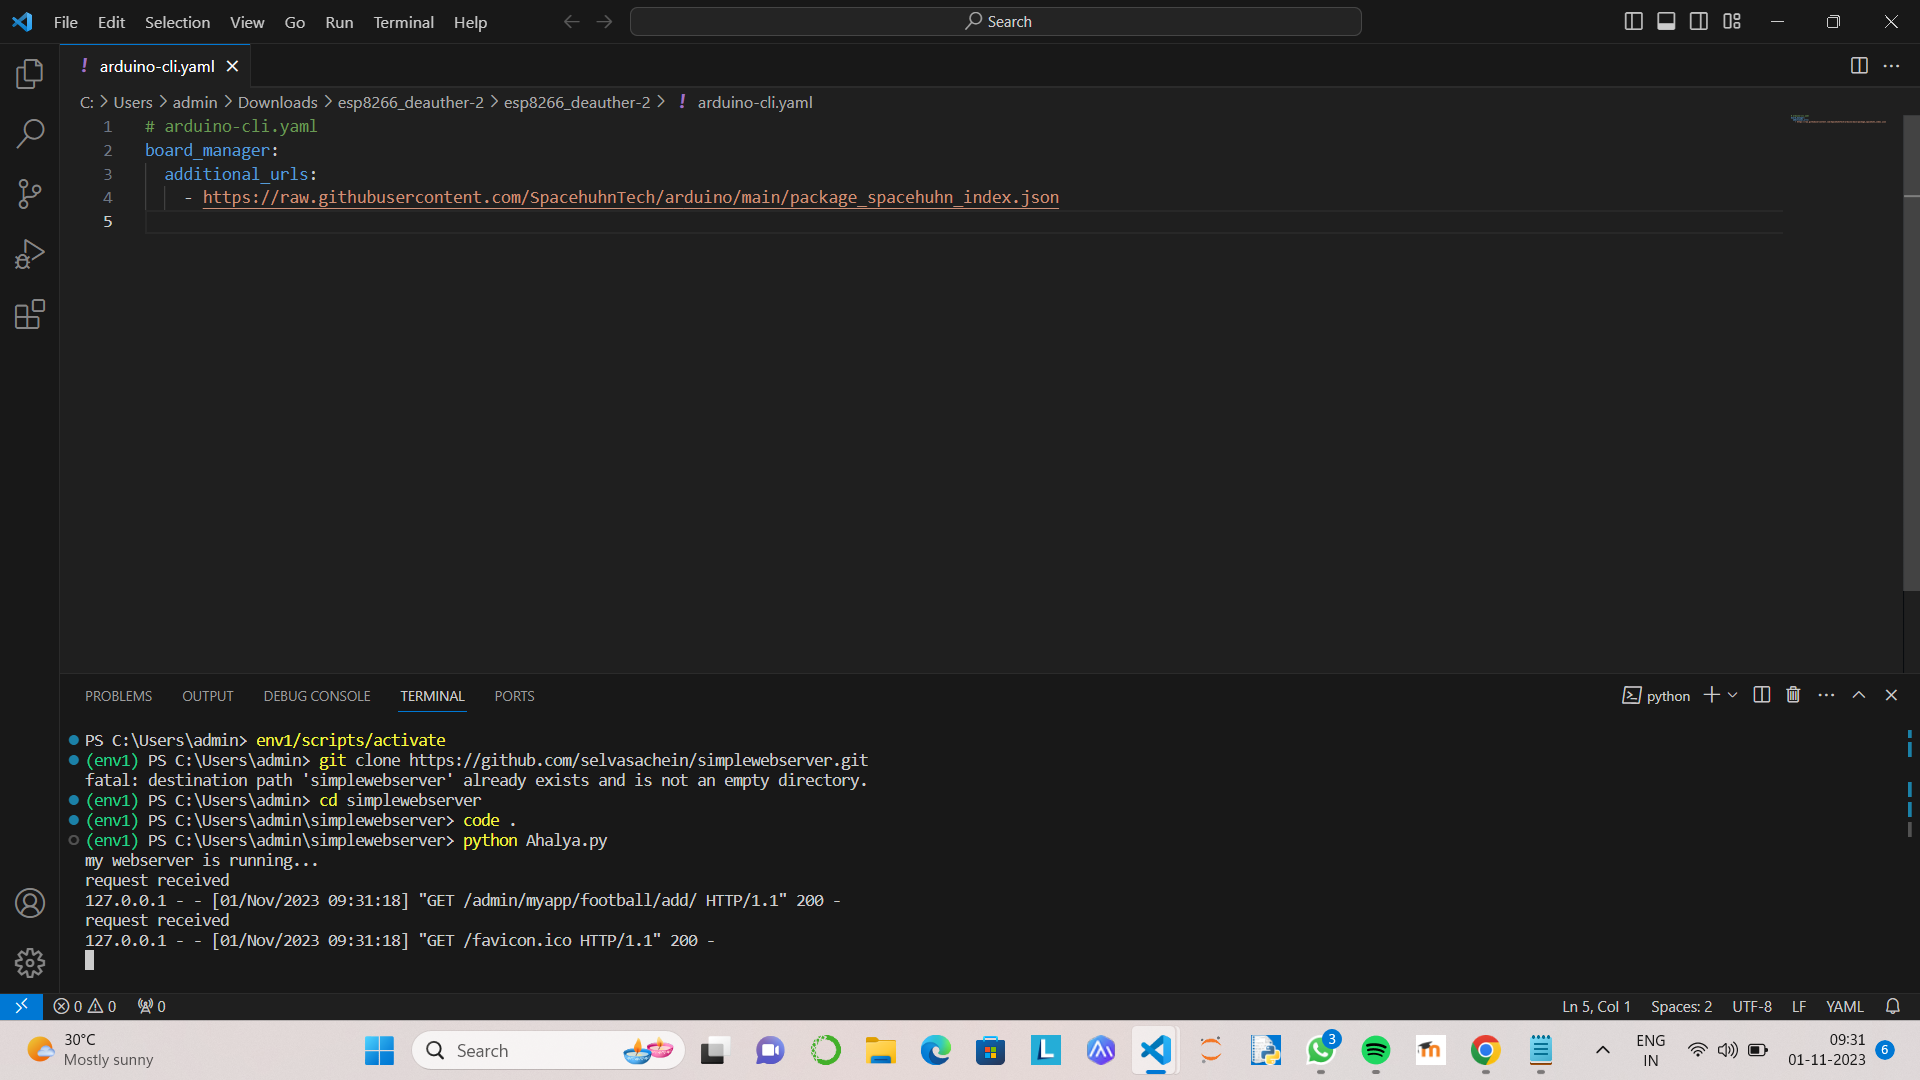 File Edit Selection View Go Run Terminal Help
Search
arduino-cli.yaml
C: > Users > admin > Downloads > esp8266_deauther-2 > esp8266_deauther-2 > ! arduino-cli.yaml
1 # arduino-cli.yaml
2 board_manager:
3 additional_urls:
4 - https://raw.githubusercontent.com/SpacehuhnTech/arduino/main/package_spacehuhn_index.json
5
PROBLEMS OUTPUT DEBUG CONSOLE TERMINAL PORTS
python
PS C:\Users\admin> env1/scripts/activate
(env1) PS C:\Users\admin> git clone https://github.com/selvasachein/simplewebserver.git
fatal: destination path 'simplewebserver' already exists and is not an empty directory.
(env1) PS C:\Users\admin> cd simplewebserver
(env1) PS C:\Users\admin\simplewebserver> code .
(env1) PS C:\Users\admin\simplewebserver> python Ahalya.py
my webserver is running...
request received
127.0.0.1 - - [01/Nov/2023 09:31:18] "GET /admin/myapp/football/add/ HTTP/1.1" 200 -
request received
127.0.0.1 - - [01/Nov/2023 09:31:18] "GET /favicon.ico HTTP/1.1" 200 -
0 0 0
Ln 5, Col 1 Spaces: 2 UTF-8 LF YAML
30°C
Mostly sunny
Search
L
m
3
ENG
IN
09:31
01-11-2023
6